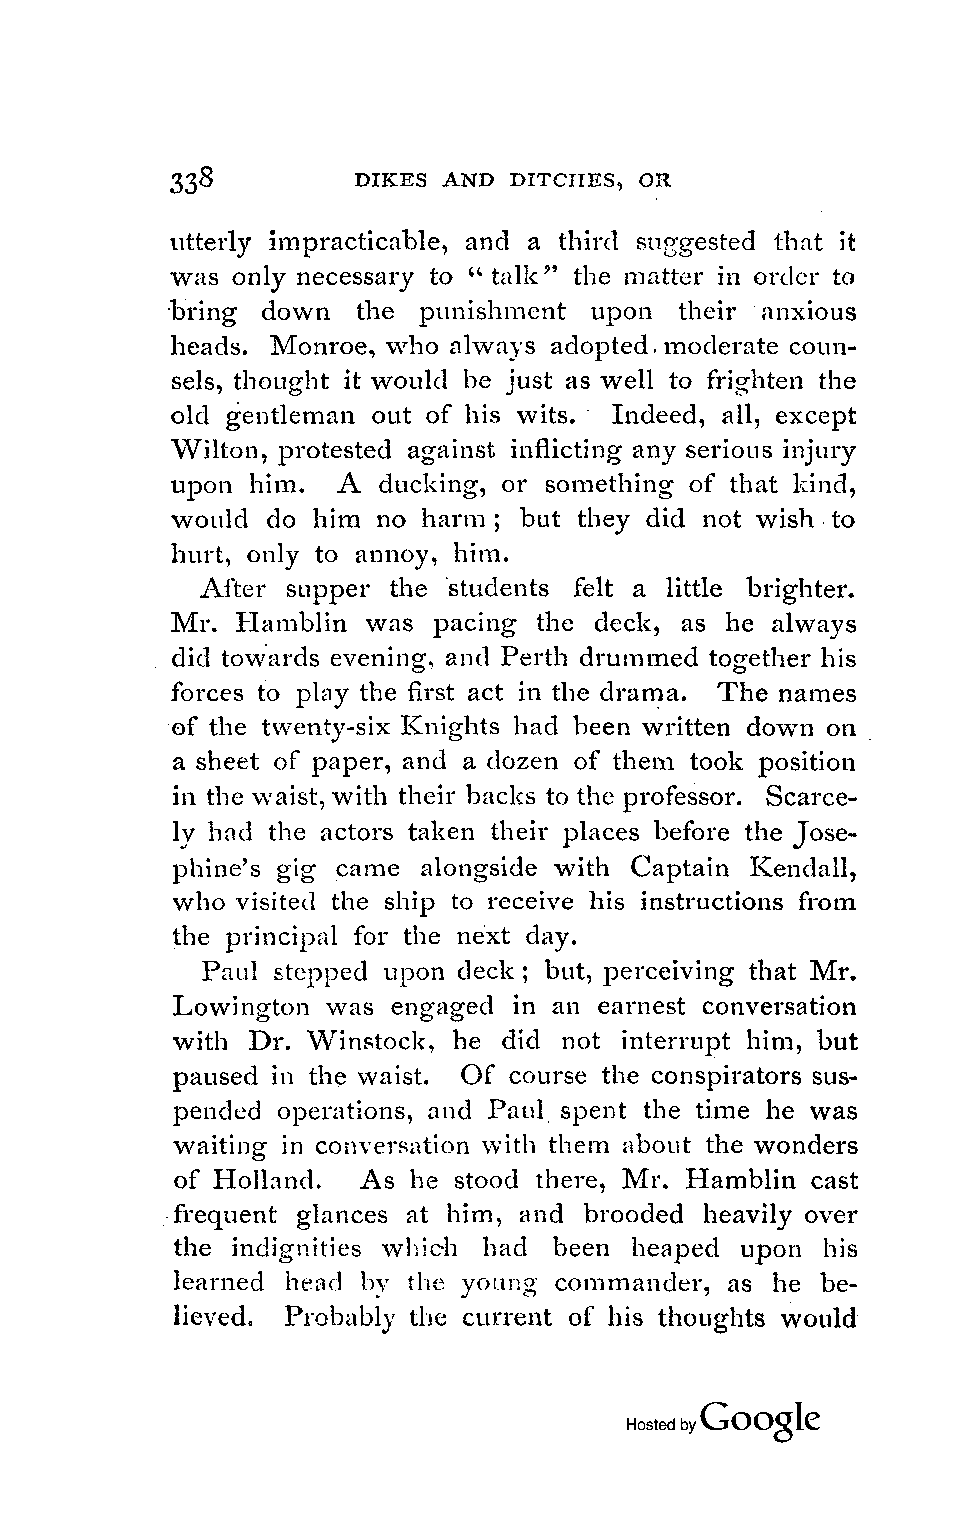 338 DIKES AND DITCHES, OR
utterly impracticable, and a third suggested that it
was only necessary to “talk” the matter in order to
bring down the punishment upon their anxious
heads. Monroe, who always adopted moderate coun-
sels, thought it would be just as well to frighten the
old gentleman out of his wits. Indeed, all, except
Wilton, protested against inflicting any serious injury
upon him. A ducking, or something of that kind,
would do him no harm; but they did not wish to
hurt, only to annoy, him.
After supper the students felt a little brighter.
Mr. Hamblin was pacing the deck, as he always
did towards evening, and Perth drummed together his
forces to play the first act in the drama. The names
of the twenty-six Knights had been written down on
a sheet of paper, and a dozen of them took position
in the waist, with their backs to the professor. Scarce-
ly had the actors taken their places before the Jose-
phine's gig came alongside with Captain Kendall,
who visited the ship to receive his instructions from
the principal for the next day.
Paul stepped upon deck; but, perceiving that Mr.
Lowington was engaged in an earnest conversation
with Dr. Winstock, he did not interrupt him, but
paused in the waist. Of course the conspirators sus-
pended operations, and Paul spent the time he was
waiting in conversation with them about the wonders
of Holland. As he stood there, Mr. Hamblin cast
frequent glances at him, and brooded heavily over
the indignities which had been heaped upon his
learned head by the young commander, as he be-
lieved. Probably the current of his thoughts would
Hosted by Google